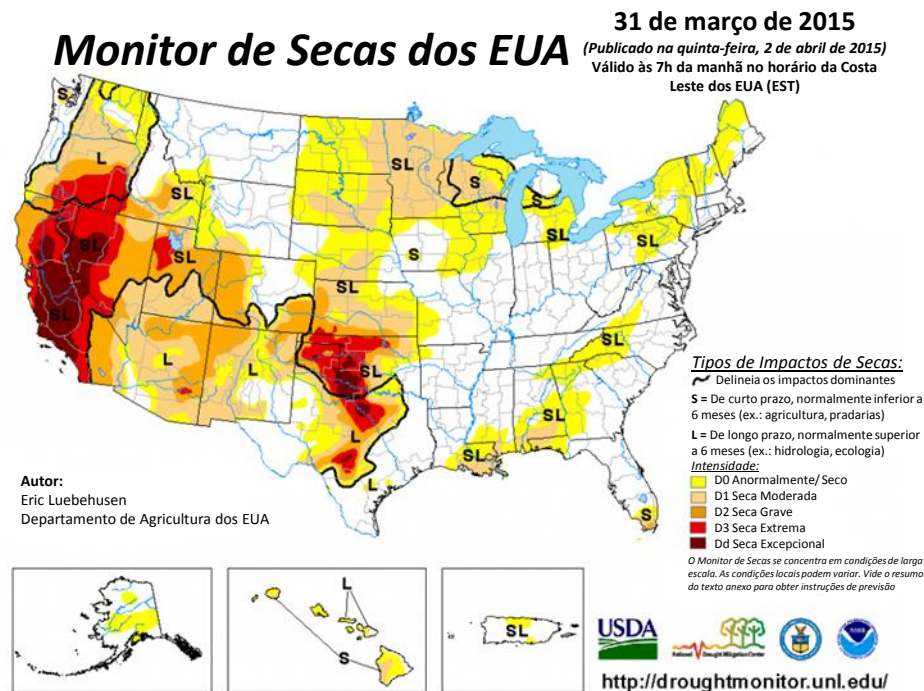 Monitor de Secas dos EUA
31 de março de 2015
(Publicado na quinta-feira, 2 de abril de 2015)
Válido às 7h da manhã no horário da Costa
Leste dos EUA (EST)
S
L
SL
SL
SL
SL
L
L
SL
SL
L
L
SL
S
S
S
SL
SL
SL
SL
SL
S
Tipos de Impactos de Secas:
Delineia os impactos dominantes
S = De curto prazo, normalmente inferior a
6 meses (ex.: agricultura, pradarias)
L = De longo prazo, normalmente superior
a 6 meses (ex.: hidrologia, ecologia)
Intensidade:
D0 Anormalmente/ Seco
D1 Seca Moderada
D2 Seca Grave
D3 Seca Extrema
Dd Seca Excepcional
O Monitor de Secas se concentra em condições de larga
escala. As condições locais podem variar. Vide o resumo
do texto anexo para obter instruções de previsão
Autor:
Eric Luebehusen
Departamento de Agricultura dos EUA
L
S
SL
USDA
National Drought Mitigation Center
http://droughtmonitor.unl.edu/